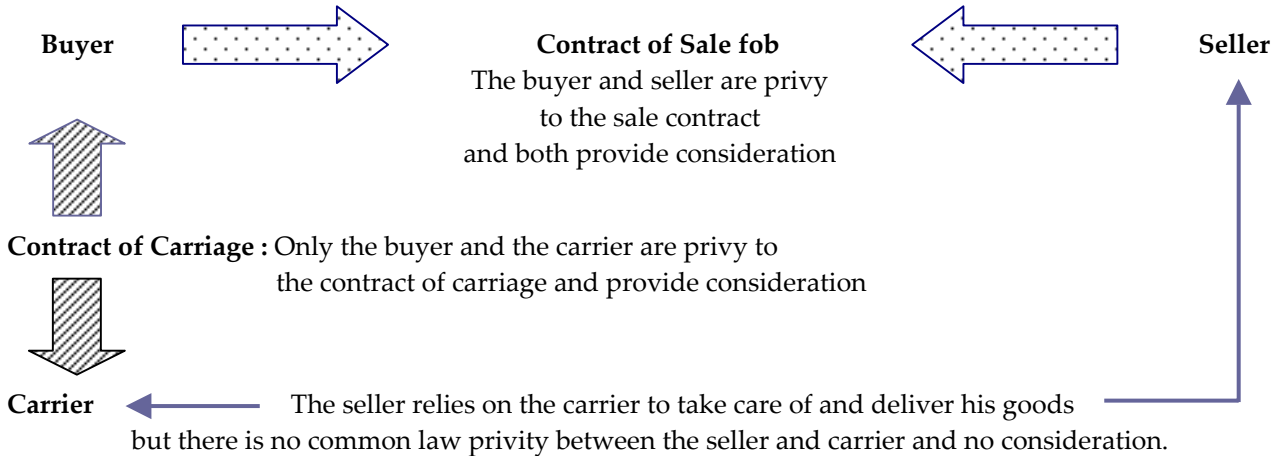 Buyer Contract of Sale fob Seller
The buyer and seller are privy
to the sale contract
and both provide consideration
Contract of Carriage : Only the buyer and the carrier are privy to
the contract of carriage and provide consideration
Carrier The seller relies on the carrier to take care of and deliver his goods
but there is no common law privity between the seller and carrier and no consideration.